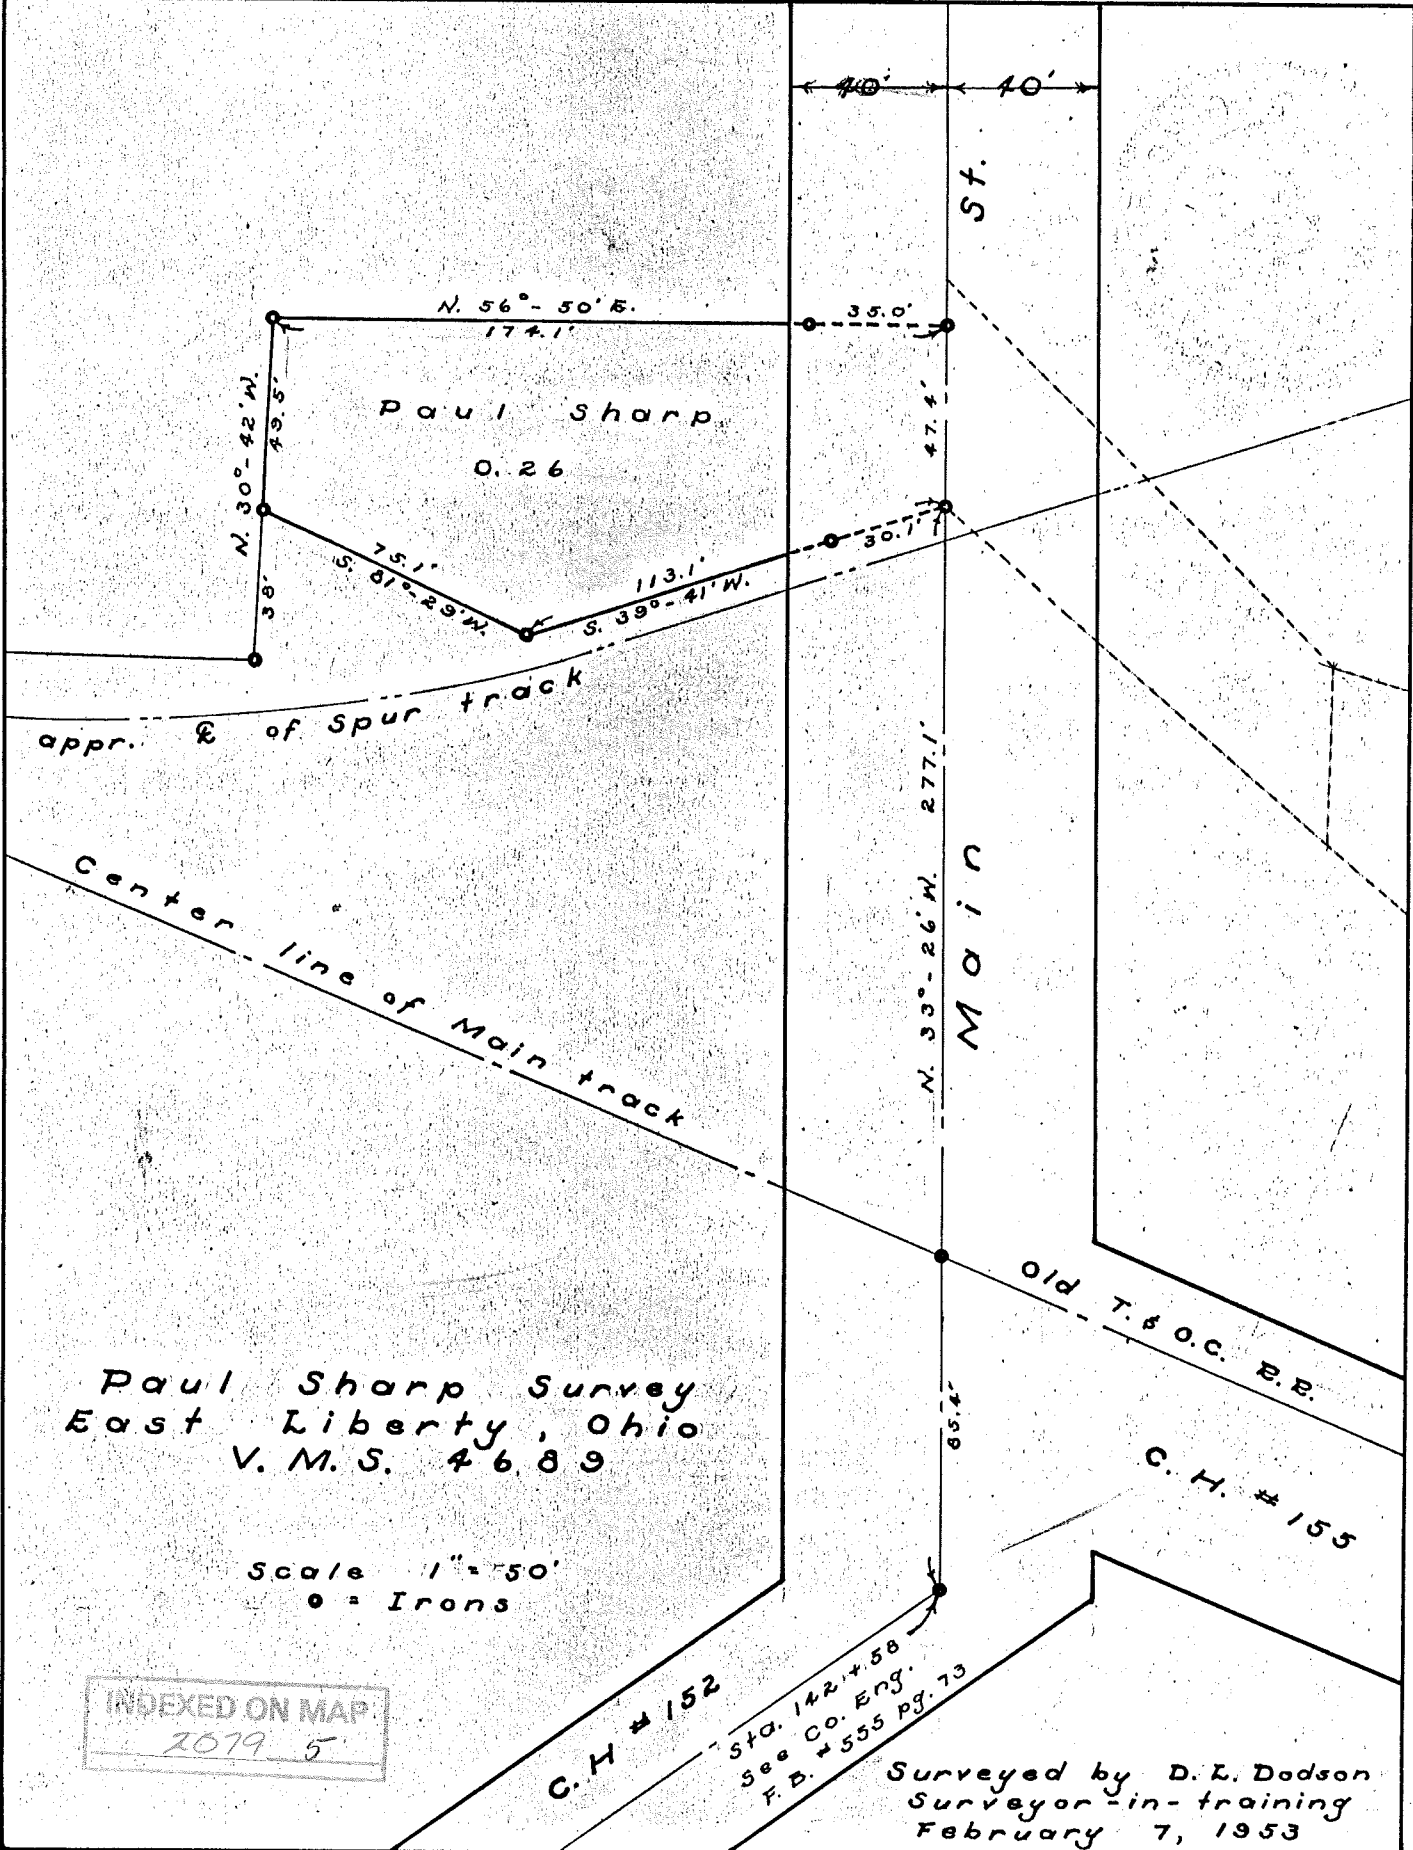 40' 40'
St.
N. 56°- 50' E.
174.1'
35.0'
N. 30°- 42' W.
49.5'
38'
Paul Sharp
0.26
47.4'
75.1'
S. 81°- 29' W.
113.1'
S. 39°- 41' W.
30.1'
appr. ℄ of Spur track
N. 33°- 26' W. 277.1'
Main
Center line of Main track
Old T. & O.C. R.R.
85.4'
C. H. # 155
Paul Sharp Survey
East Liberty, Ohio
V. M. S. 4689
Scale 1" = 50'
o = Irons
INDEXED ON MAP
2079 5
C. H # 152
Sta. 142 + 58
See Co. Eng.
F. B. # 555 pg. 73
Surveyed by D. L. Dodson
Surveyor-in-training
February 7, 1953